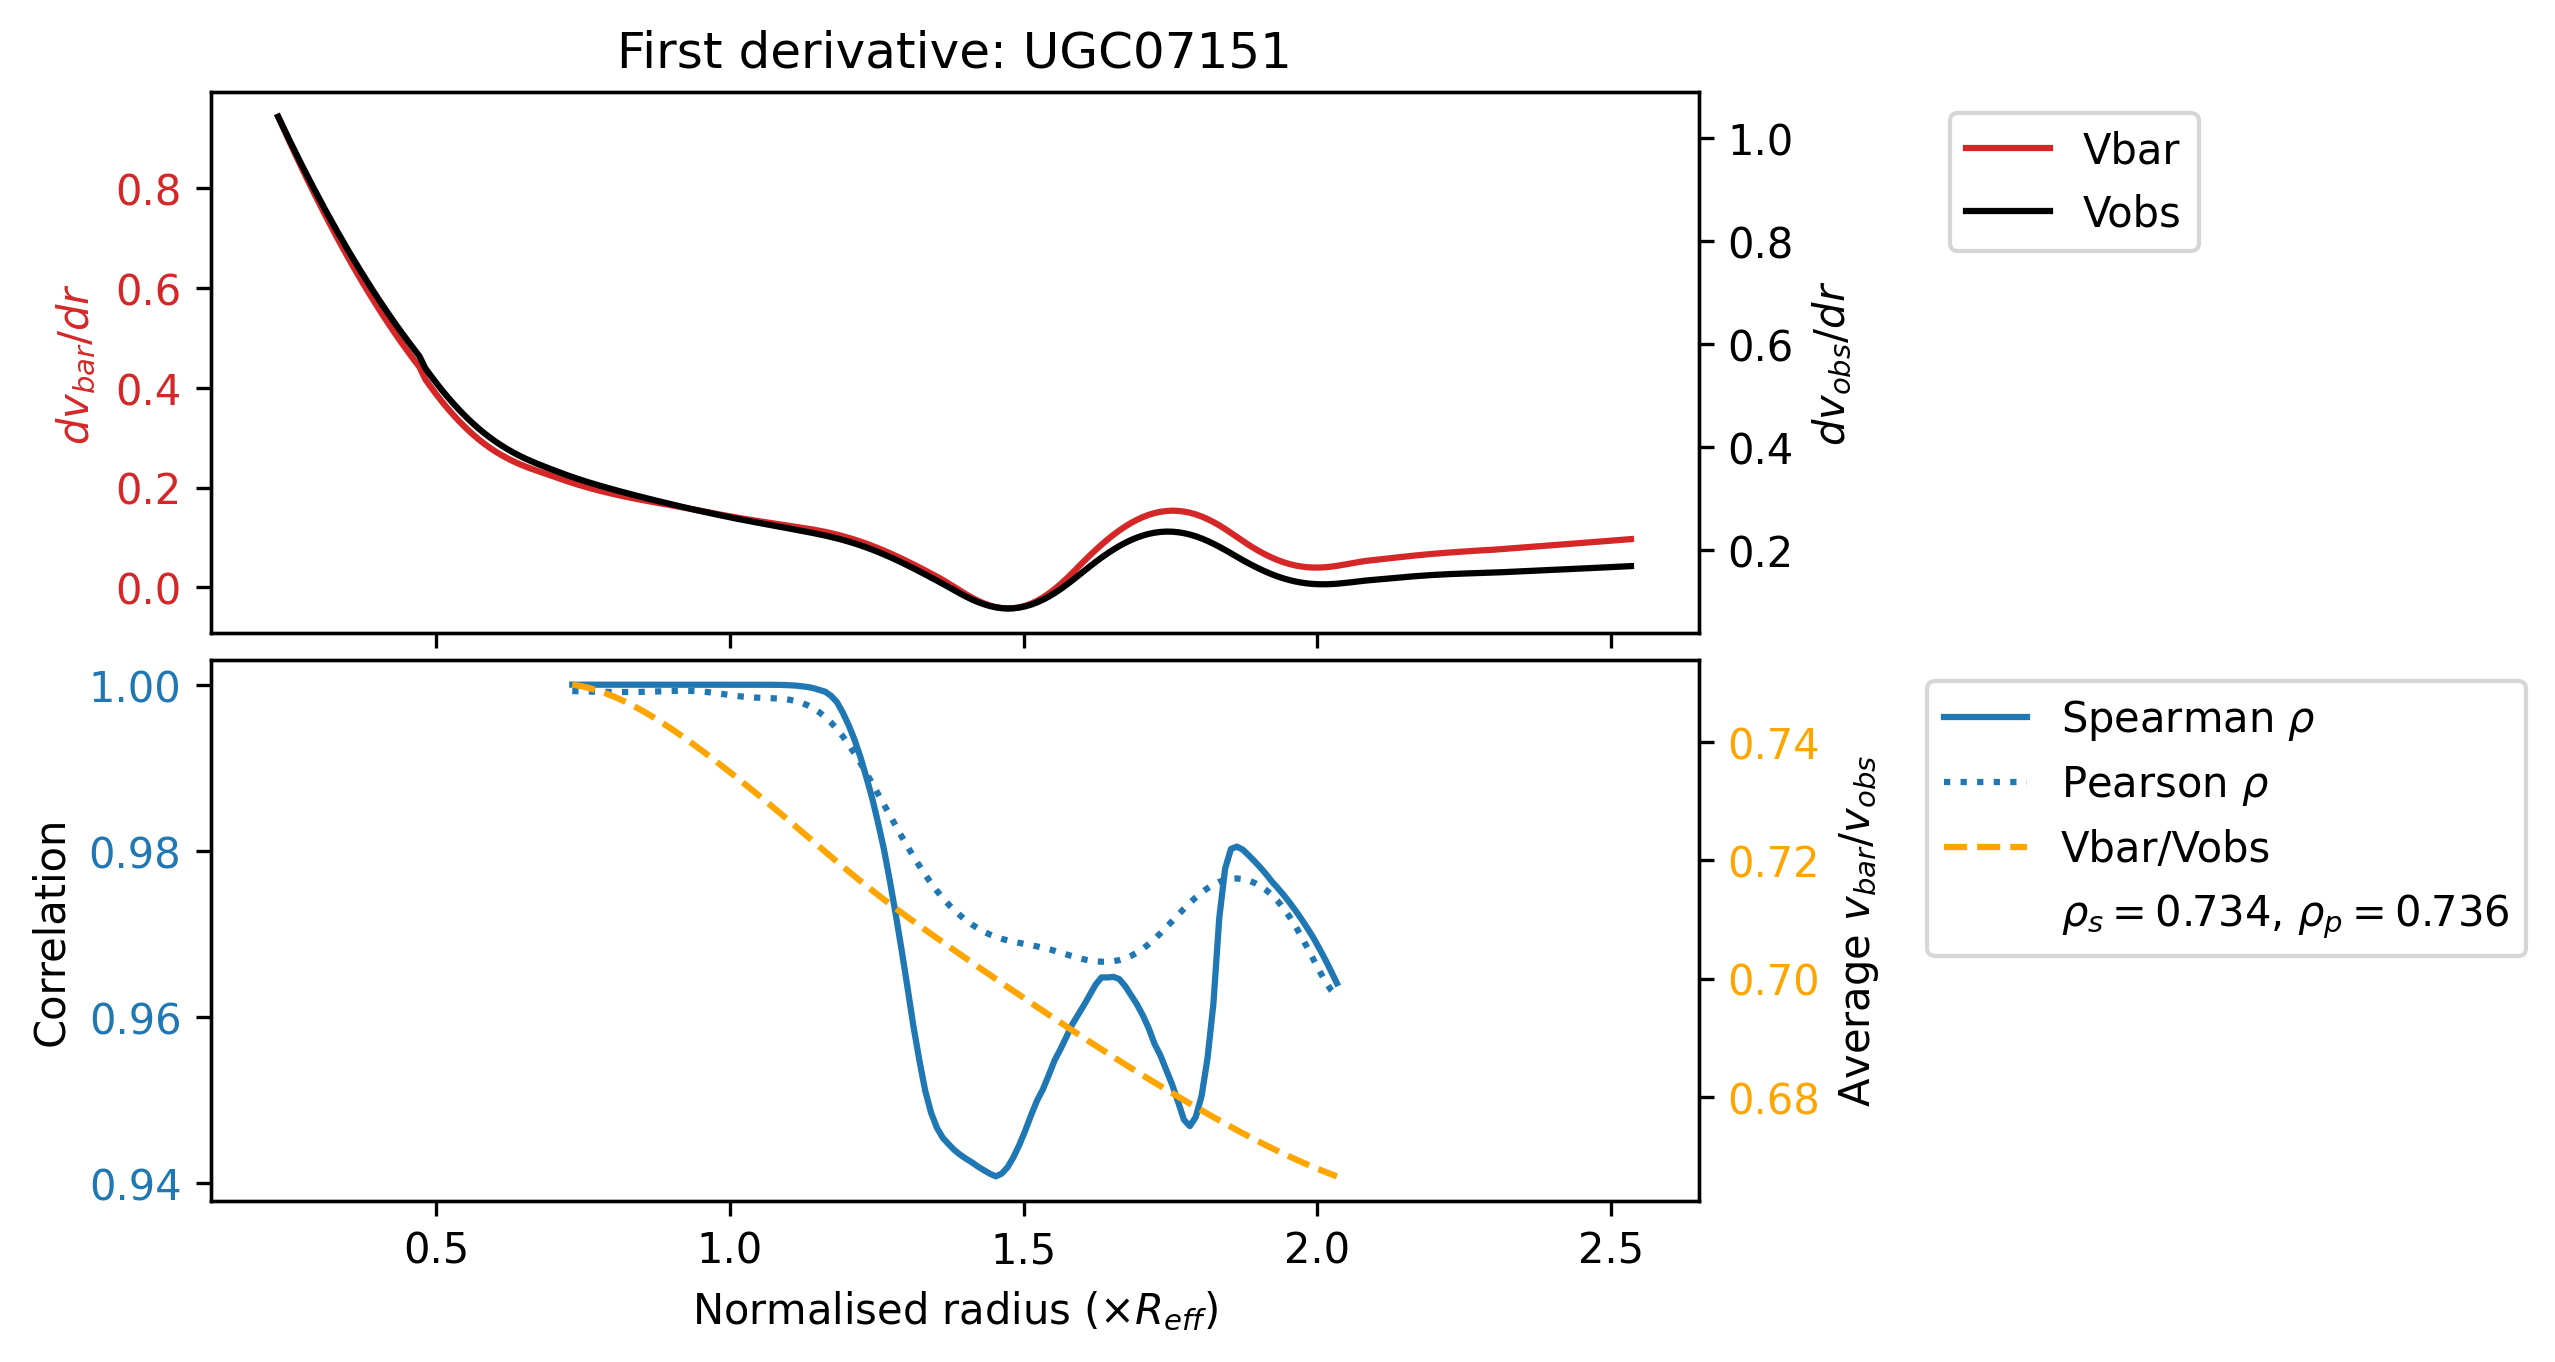 First derivative: UGC07151
dv_bar/dr
0.8
0.6
0.4
0.2
0.0
1.0
0.8
0.6
0.4
0.2
dv_obs/dr
Vbar
Vobs
Correlation
1.00
0.98
0.96
0.94
0.74
0.72
0.70
0.68
Average v_bar/v_obs
Spearman ρ
Pearson ρ
Vbar/Vobs
ρ_s = 0.734, ρ_p = 0.736
0.5 1.0 1.5 2.0 2.5
Normalised radius (×R_eff)